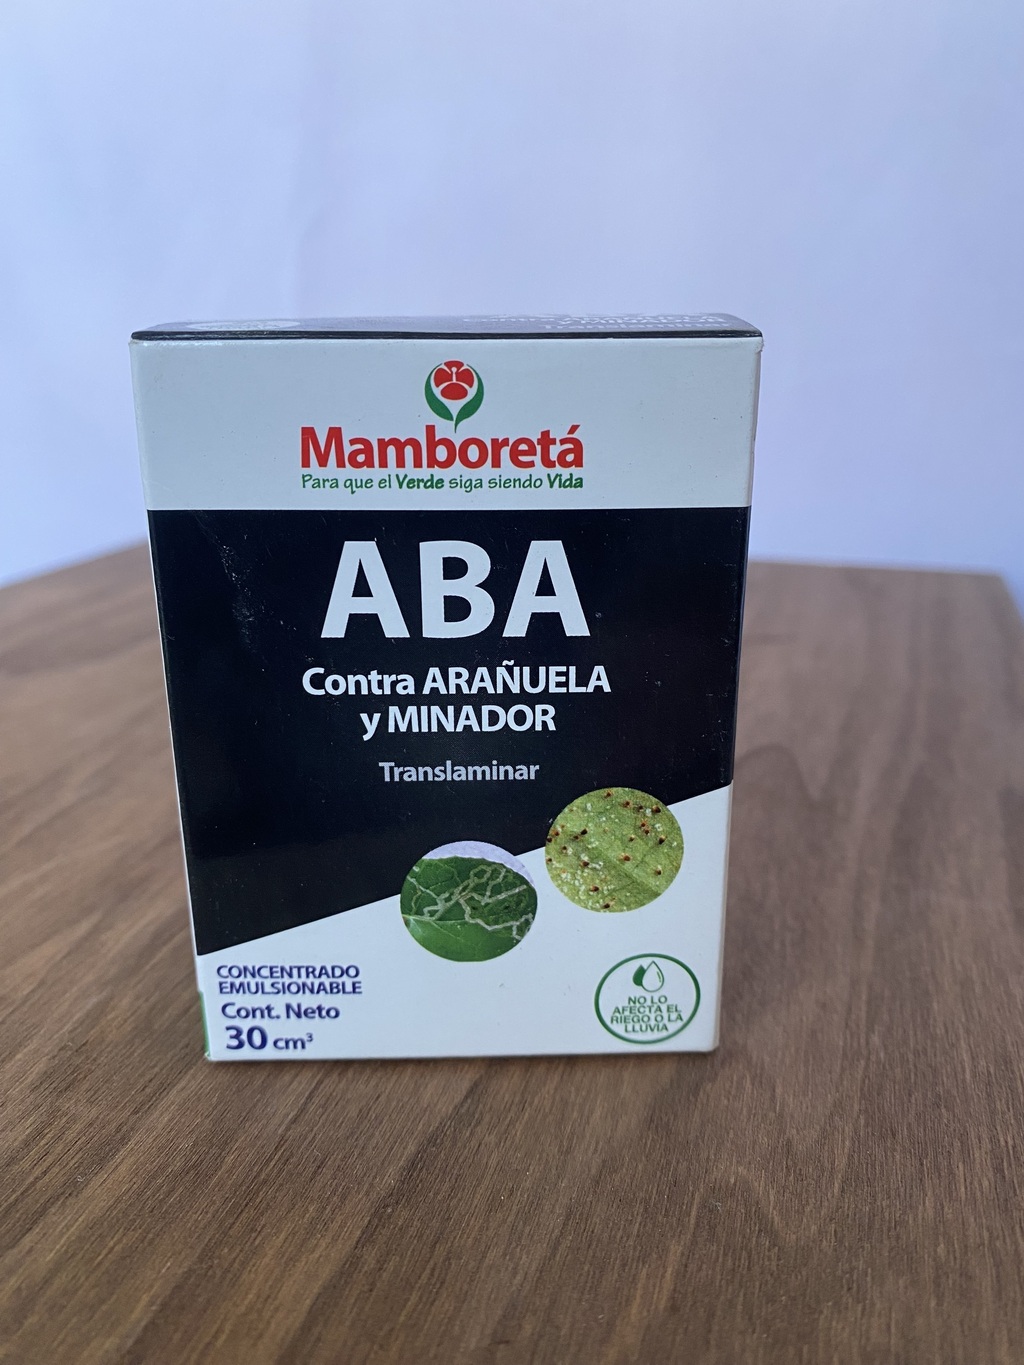 Translaminar
Mamboretá
Para que el Verde siga siendo Vida
ABA
Contra ARAÑUELA
y MINADOR
Translaminar
CONCENTRADO
EMULSIONABLE
Cont. Neto
30 cm³
NO LO
AFECTA EL
RIEGO O LA
LLUVIA